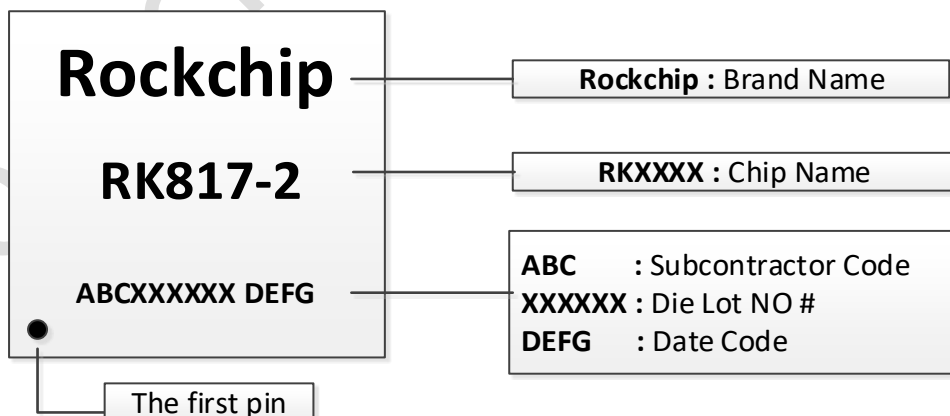 Rockchip
RK817-2
ABCXXXXXX DEFG
Rockchip : Brand Name
RKXXXX : Chip Name
ABC : Subcontractor Code
XXXXXX : Die Lot NO #
DEFG : Date Code
The first pin